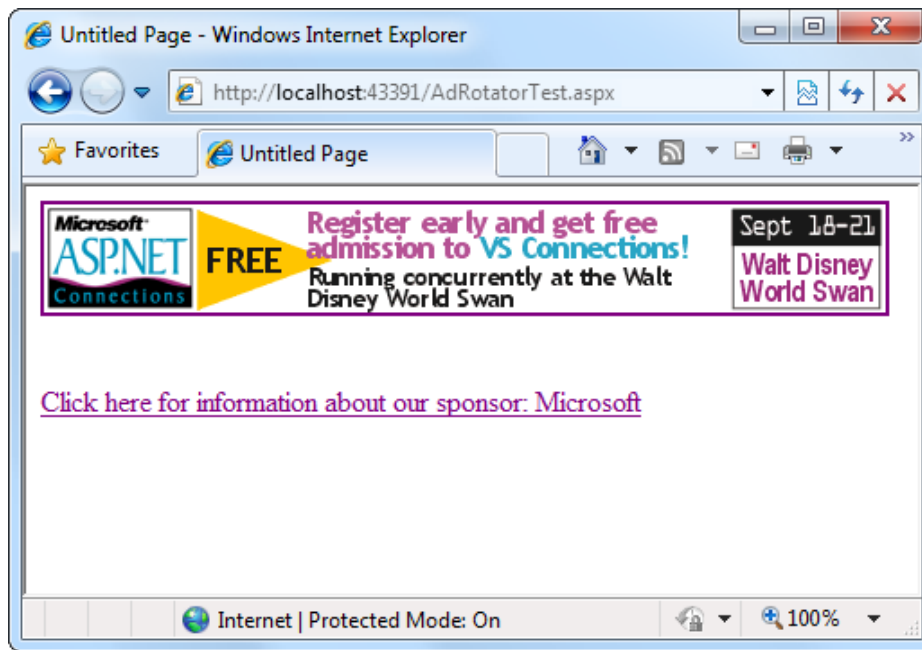 Untitled Page - Windows Internet Explorer
http://localhost:43391/AdRotatorTest.aspx
Favorites
Untitled Page
Microsoft
ASP.NET
Connections
FREE
Register early and get free
admission to VS Connections!
Running concurrently at the Walt
Disney World Swan
Sept 18-21
Walt Disney
World Swan
Click here for information about our sponsor: Microsoft
Internet | Protected Mode: On
100%